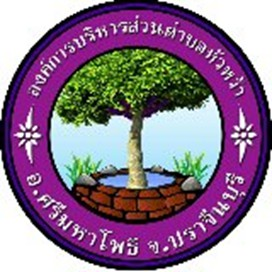 องค์การบริหารส่วนตำบลหัวหว้า
อ.ศรีมหาโพธิ จ.ปราจีนบุรี